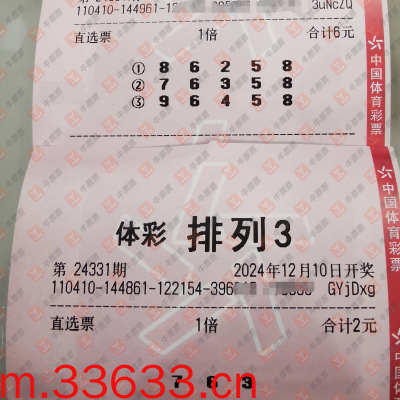 110410-144961-12
3uNcZQ
直选票 1倍 合计6元
① 8 6 2 5 8
② 7 6 3 5 8
③ 9 6 4 5 8
中国体育彩票
体彩 排列3
第 24331期 2024年12月10日开奖
110410-144861-122154-396 GYjDxg
直选票 1倍 合计2元
7 6 3
中国体育彩票
m.33633.cn